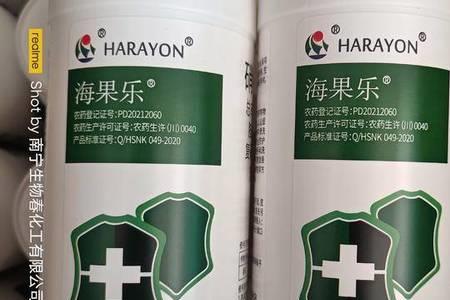 realme
Shot by 南宁生物春化工有限公司
HARAYON®
海果乐®
农药登记证号:PD20212060
农药生产许可证号:农药生许(川)0040
产品标准证号:Q/HSNK 049-2020
HARAYON®
海果乐®
农药登记证号:PD20212060
农药生产许可证号:农药生许(川)0040
产品标准证号:Q/HSNK 049-2020